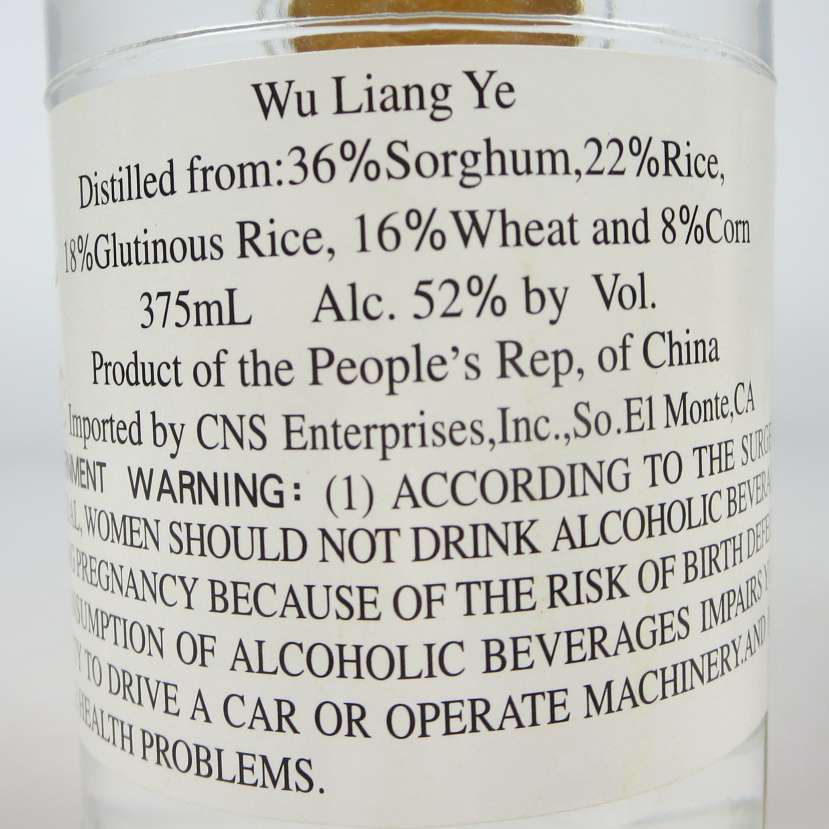 Wu Liang Ye
Distilled from:36%Sorghum,22%Rice,
18%Glutinous Rice, 16%Wheat and 8%Corn
375mL Alc. 52% by Vol.
Product of the People's Rep, of China
Imported by CNS Enterprises,Inc.,So.El Monte,CA
WARNING: (1) ACCORDING TO THE
WOMEN SHOULD NOT DRINK ALCOHOLIC
PREGNANCY BECAUSE OF THE RISK OF BIRTH
OF ALCOHOLIC BEVERAGES IMPAIRS
TO DRIVE A CAR OR OPERATE MACHINERY.AND
HEALTH PROBLEMS.